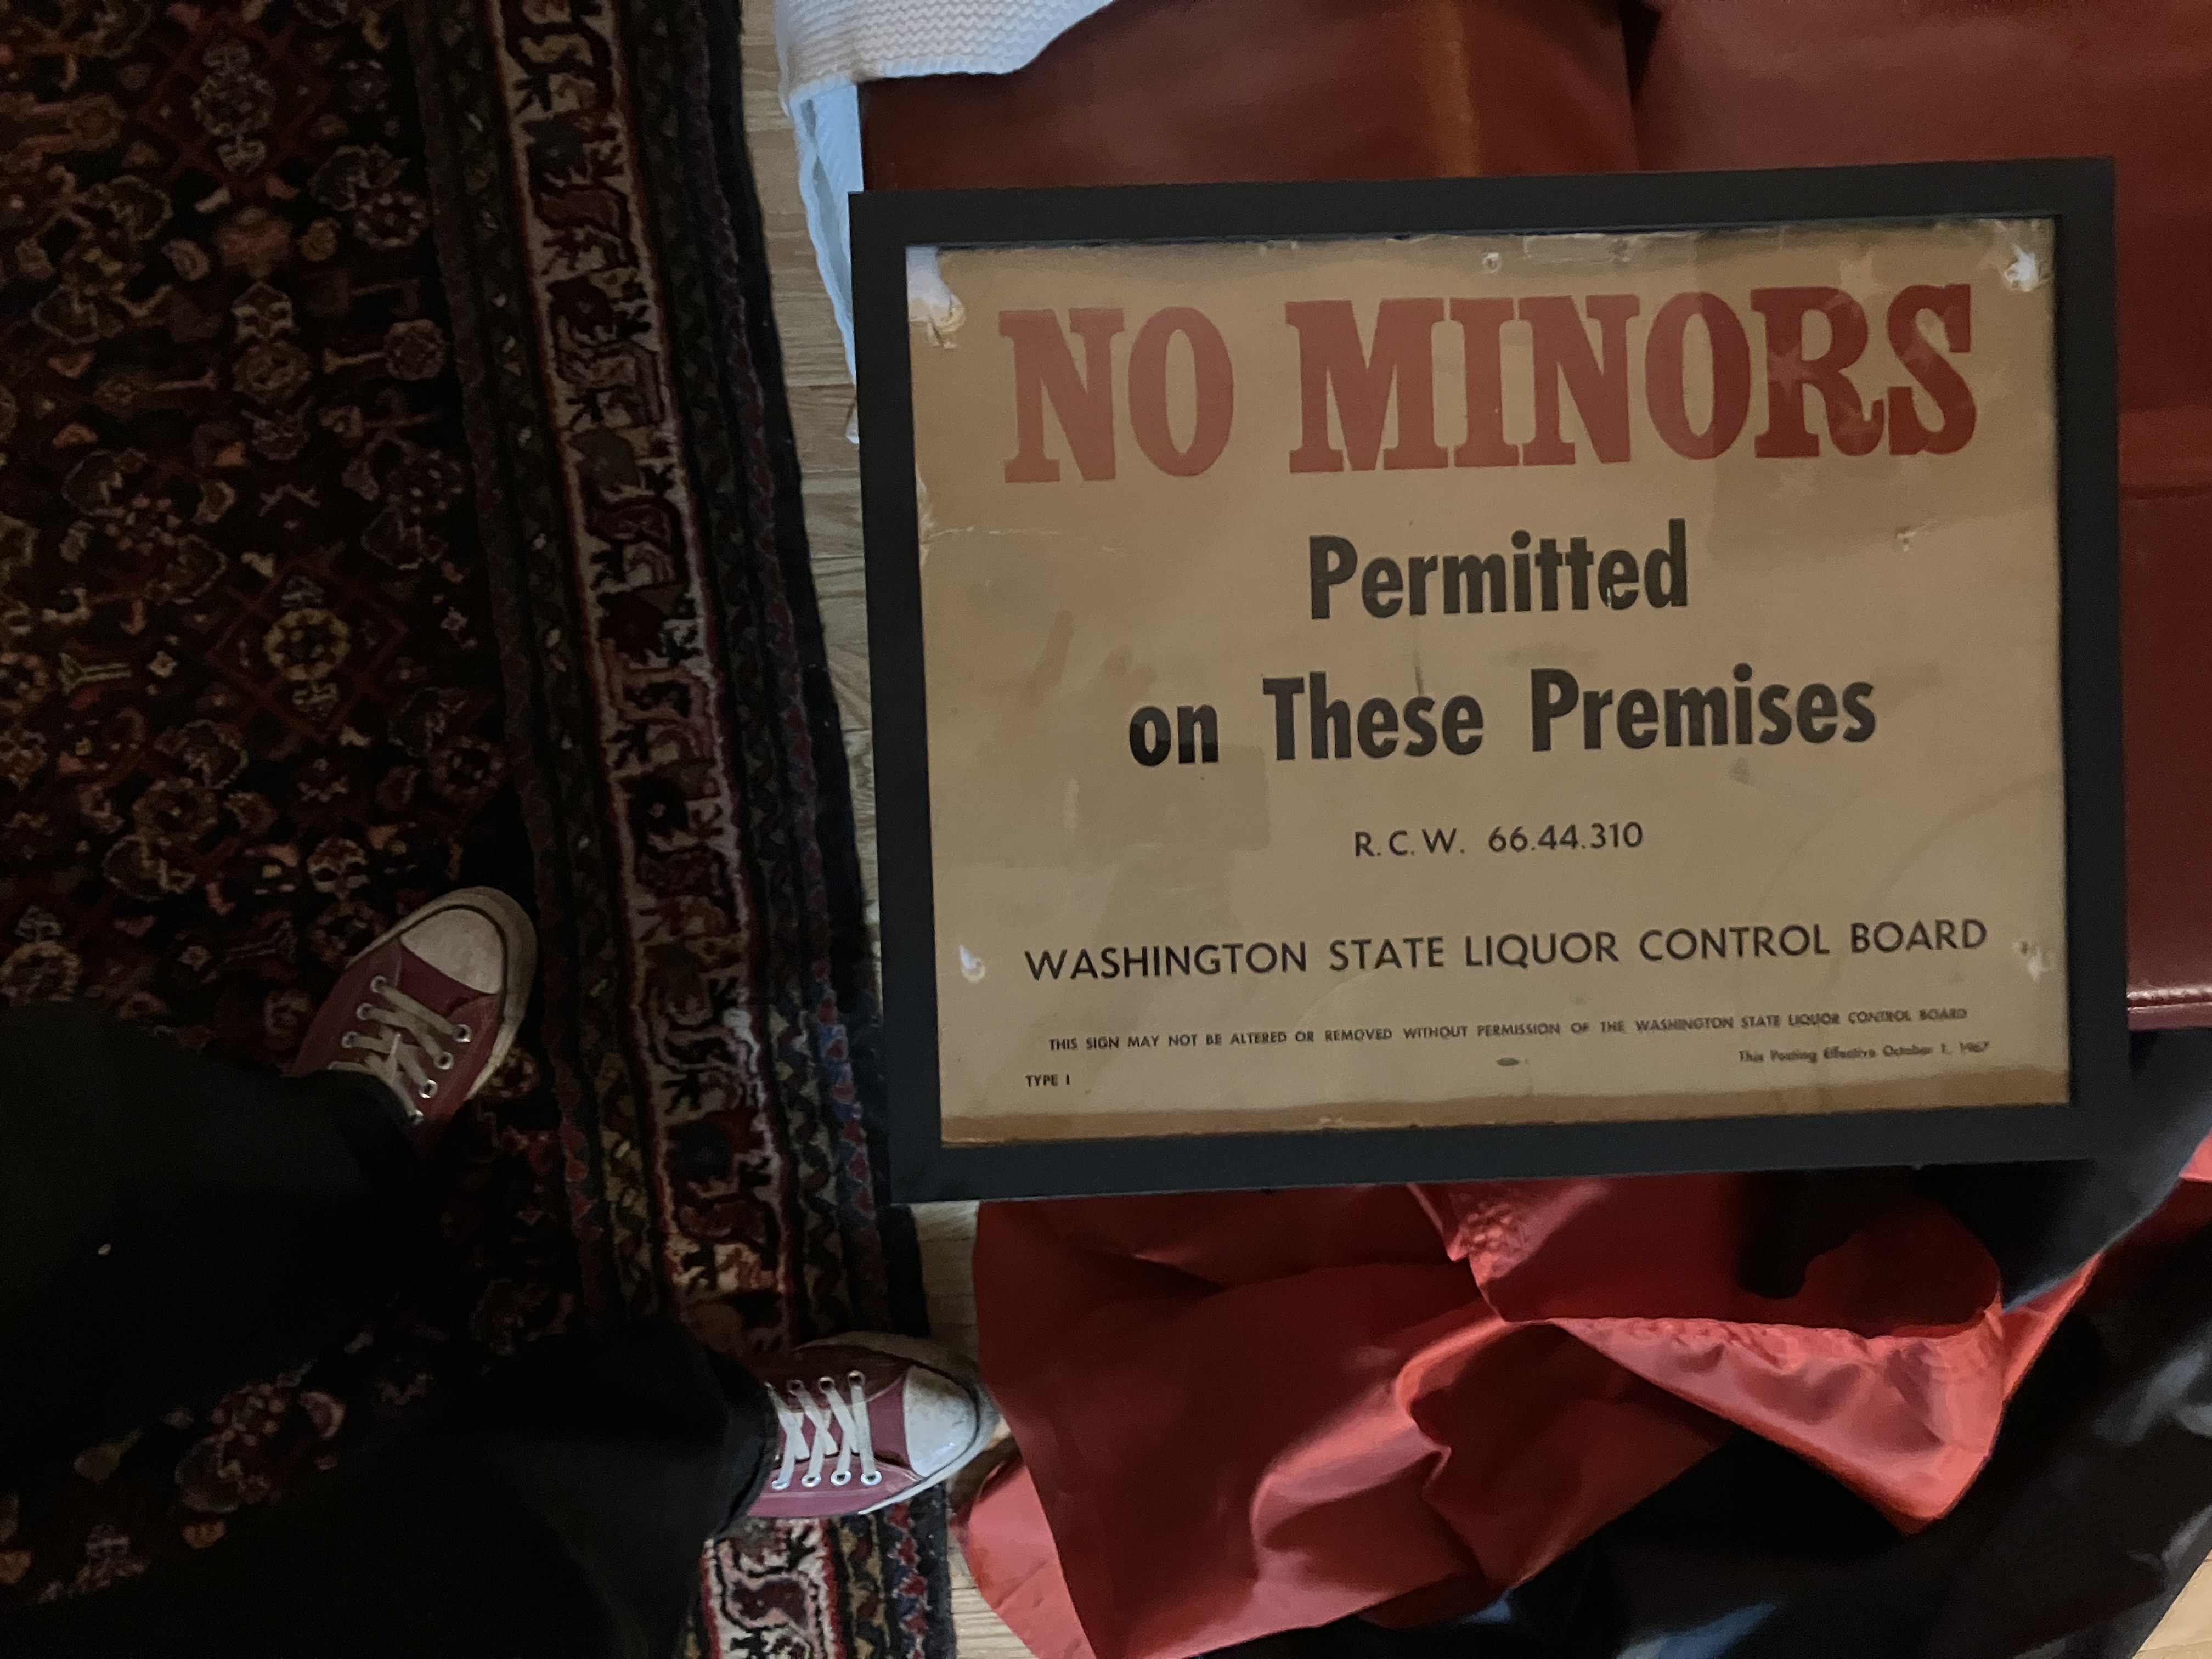 NO MINORS
Permitted
on These Premises
R.C.W. 66.44.310
WASHINGTON STATE LIQUOR CONTROL BOARD
THIS SIGN MAY NOT BE ALTERED OR REMOVED WITHOUT PERMISSION OF THE WASHINGTON STATE LIQUOR CONTROL BOARD
This Posting Effective October 1, 1967
TYPE I